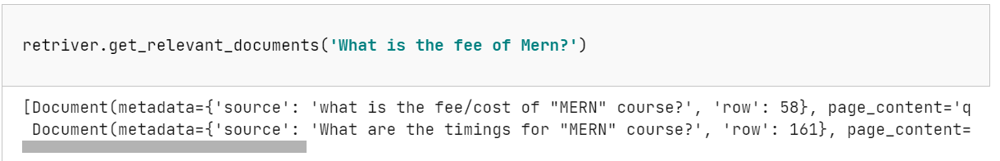 retriver.get_relevant_documents('What is the fee of Mern?')
[Document(metadata={'source': 'what is the fee/cost of "MERN" course?', 'row': 58}, page_content='q
Document(metadata={'source': 'What are the timings for "MERN" course?', 'row': 161}, page_content=